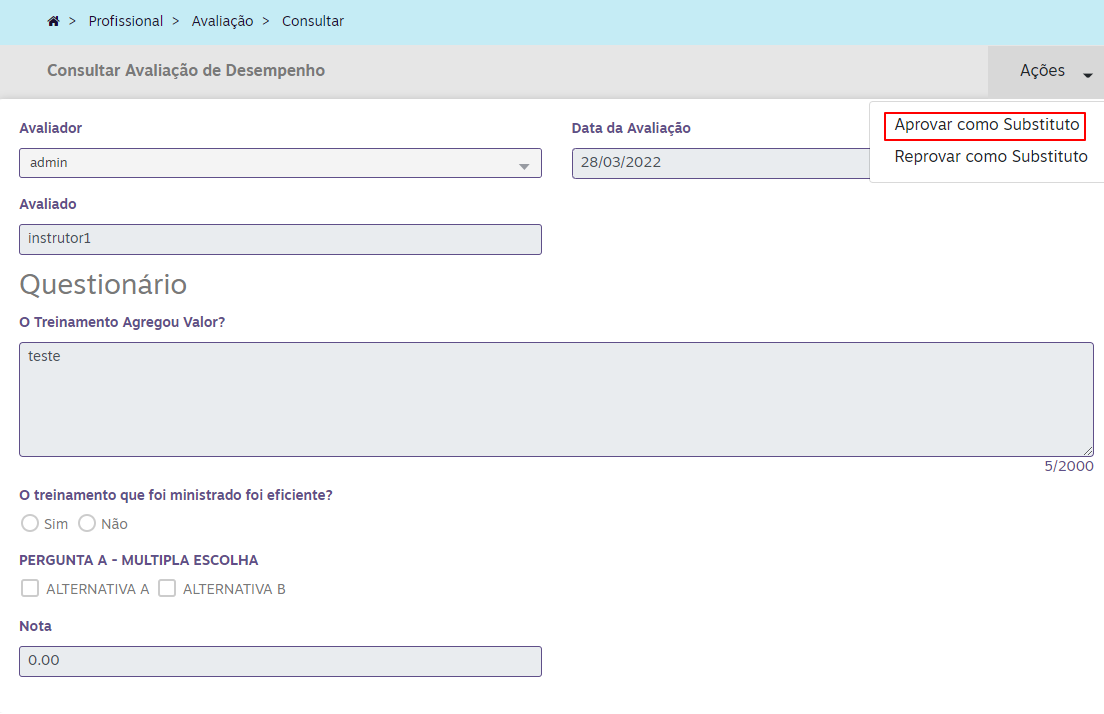 > Profissional > Avaliação > Consultar
Consultar Avaliação de Desempenho
Ações
Aprovar como Substituto
Reprovar como Substituto
Avaliador
Data da Avaliação
admin
28/03/2022
Avaliado
instrutor1
Questionário
O Treinamento Agregou Valor?
teste
5/2000
O treinamento que foi ministrado foi eficiente?
Sim Não
PERGUNTA A - MULTIPLA ESCOLHA
ALTERNATIVA A ALTERNATIVA B
Nota
0.00